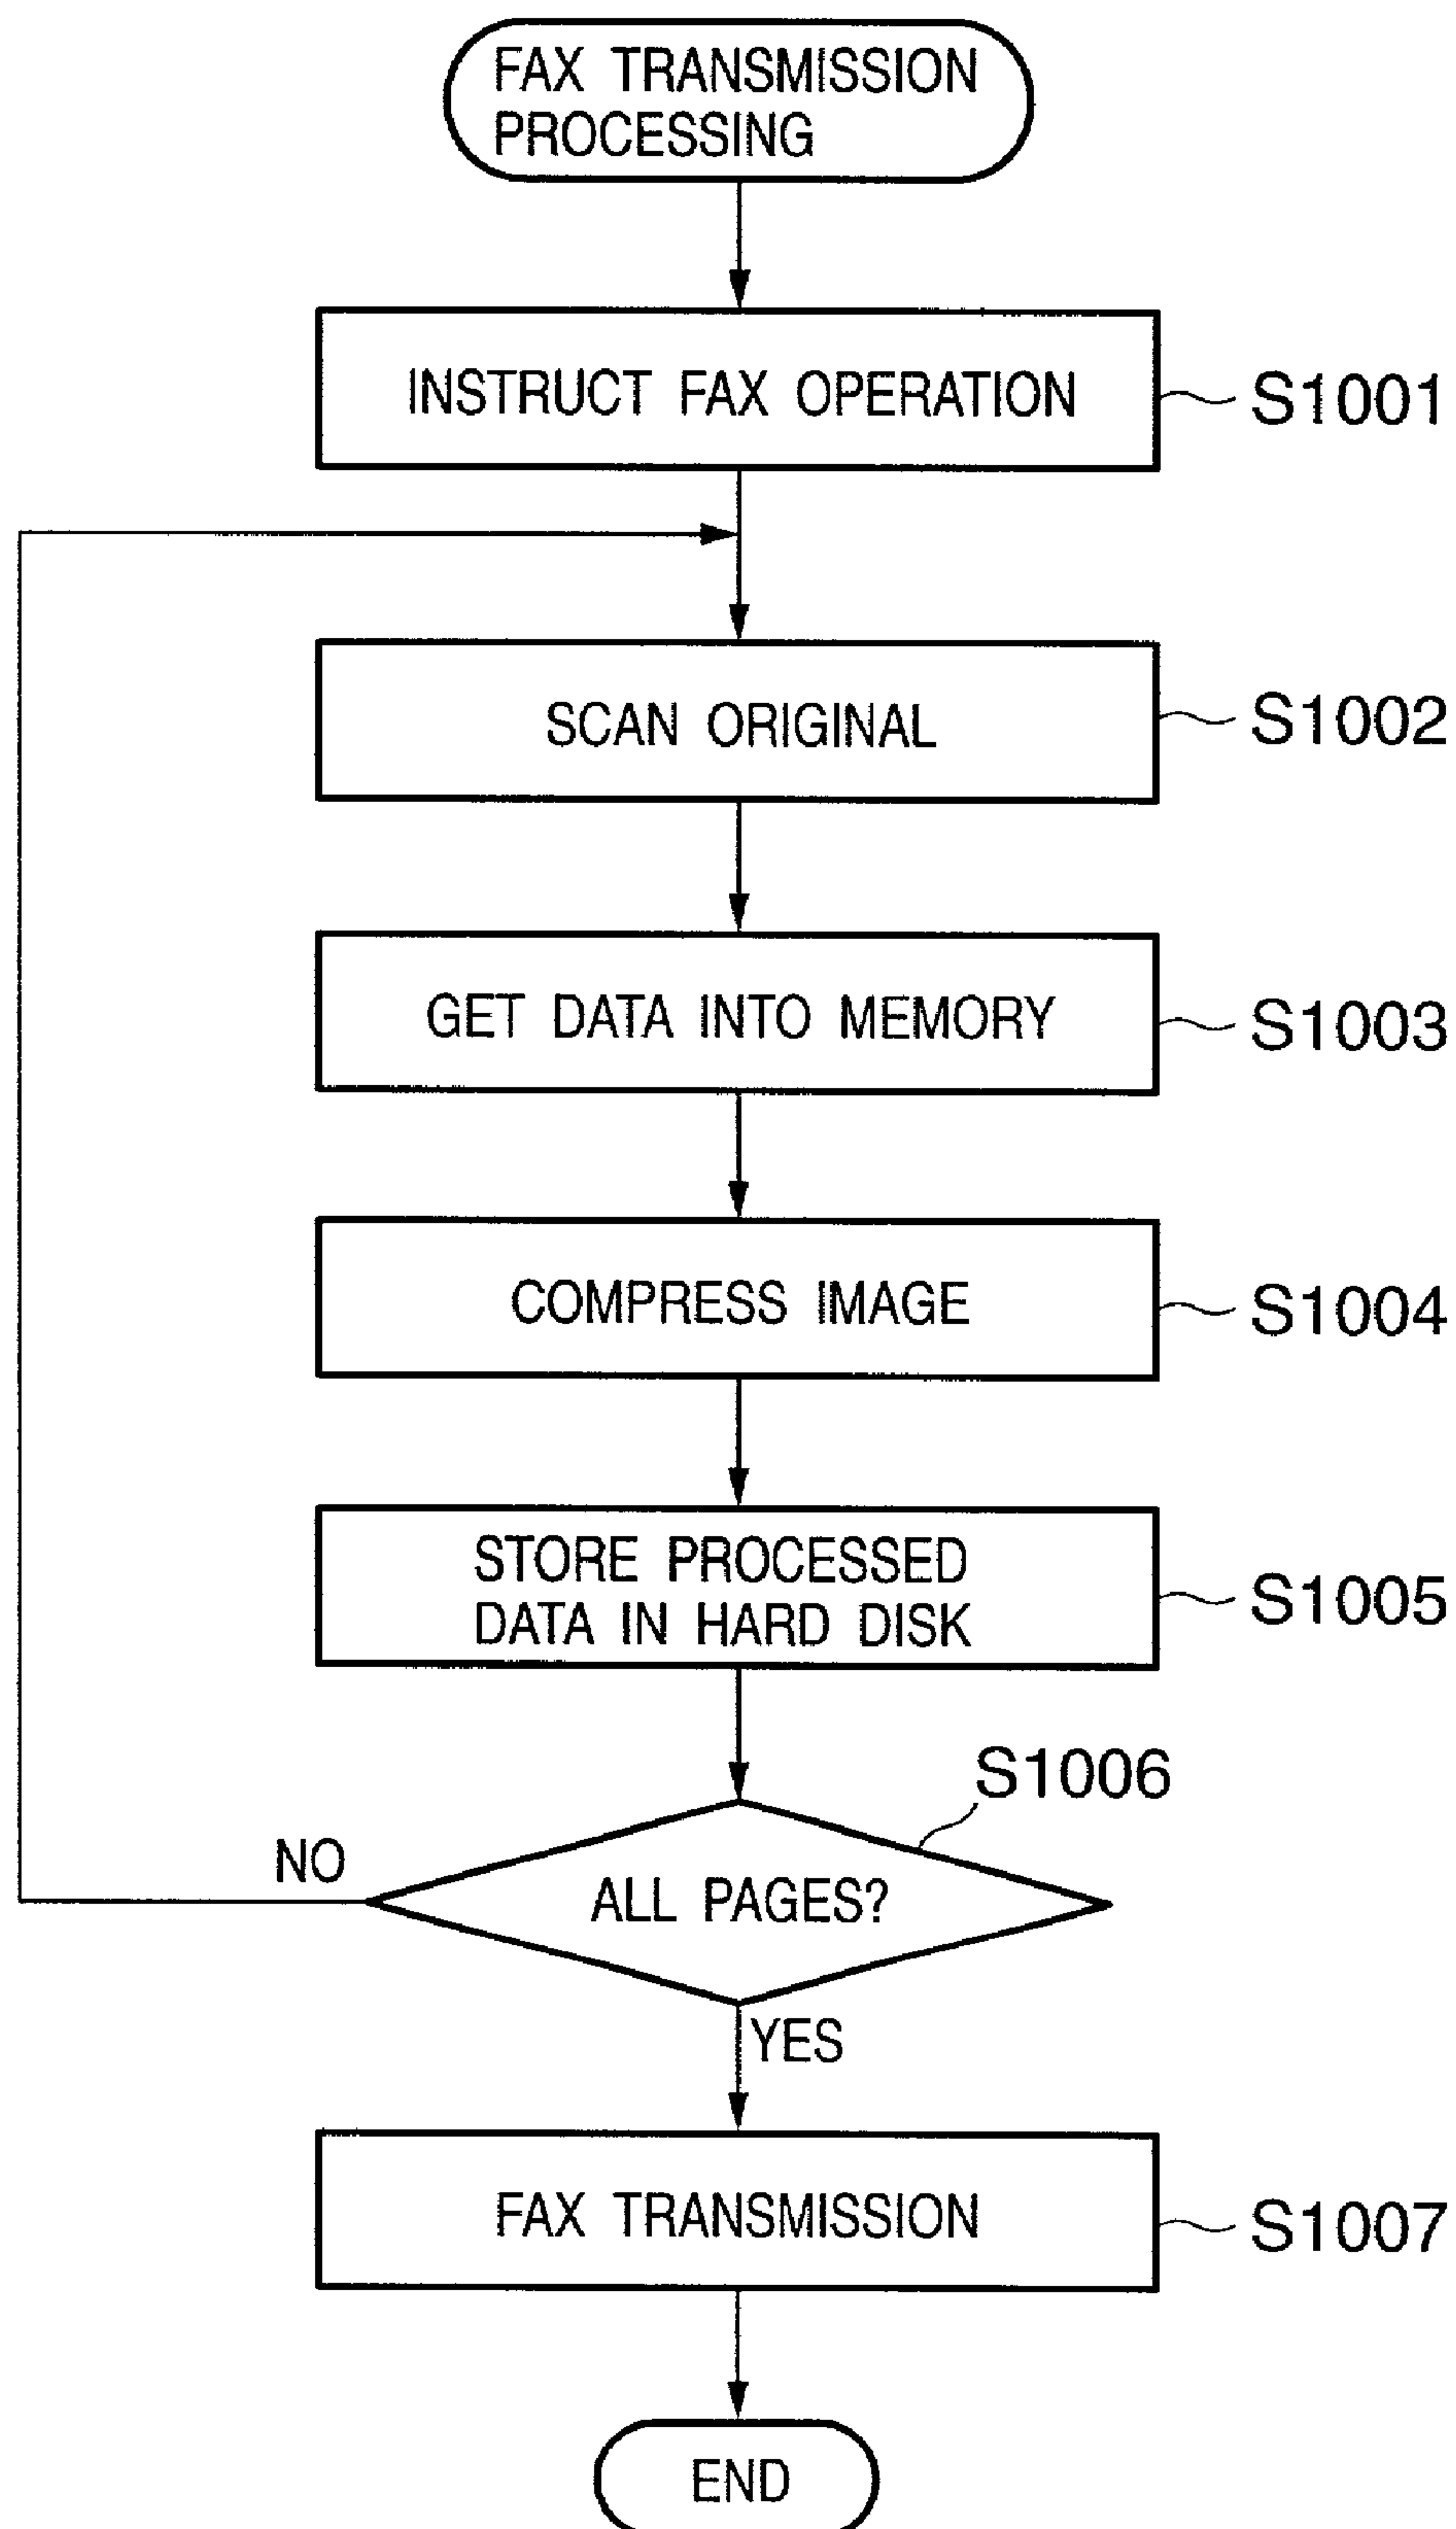 FAX TRANSMISSION
PROCESSING
INSTRUCT FAX OPERATION
S1001
SCAN ORIGINAL
S1002
GET DATA INTO MEMORY
S1003
COMPRESS IMAGE
S1004
STORE PROCESSED
DATA IN HARD DISK
S1005
S1006
NO
ALL PAGES?
YES
FAX TRANSMISSION
S1007
END